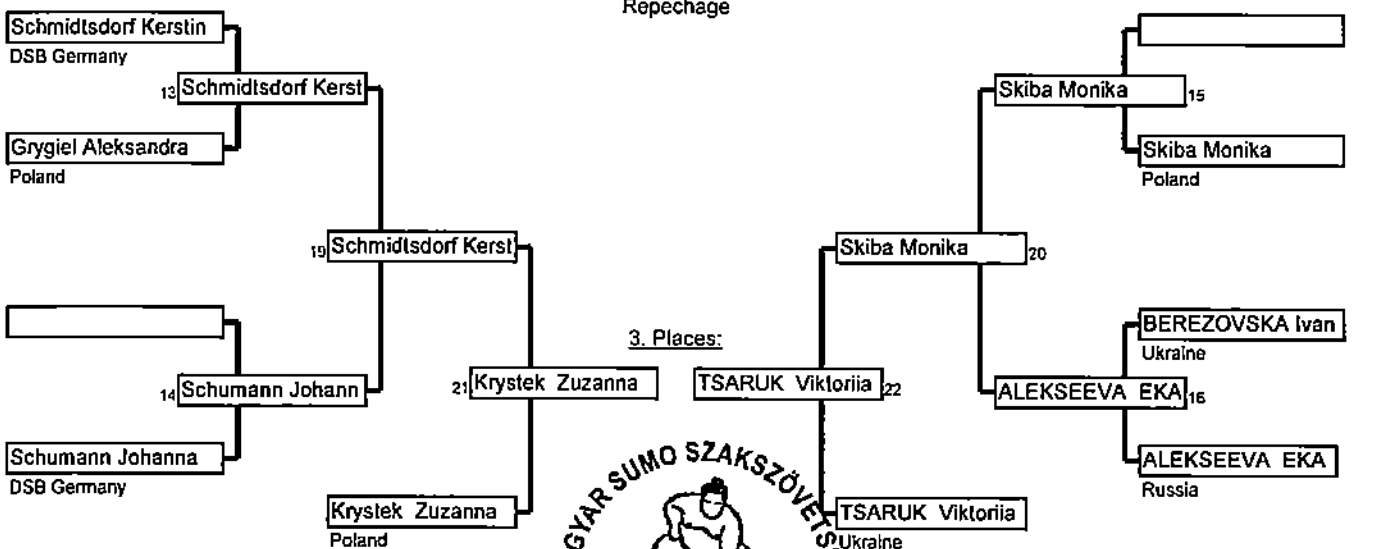 Repechage
Schmidtsdorf Kerstin
DSB Germany
13 Schmidtsdorf Kerst
Grygiel Aleksandra
Poland
19 Schmidtsdorf Kerst
14 Schumann Johann
Schumann Johanna
DSB Germany
21 Krystek Zuzanna
Krystek Zuzanna
Poland
3. Places:
Skiba Monika 15
Skiba Monika
Poland
Skiba Monika 20
BEREZOVSKA Ivan
Ukraine
TSARUK Viktoriia 22
ALEKSEEVA EKA 16
ALEKSEEVA EKA
Russia
TSARUK Viktoriia
Ukraine
GYAR SUMO SZAKSZÖVETS